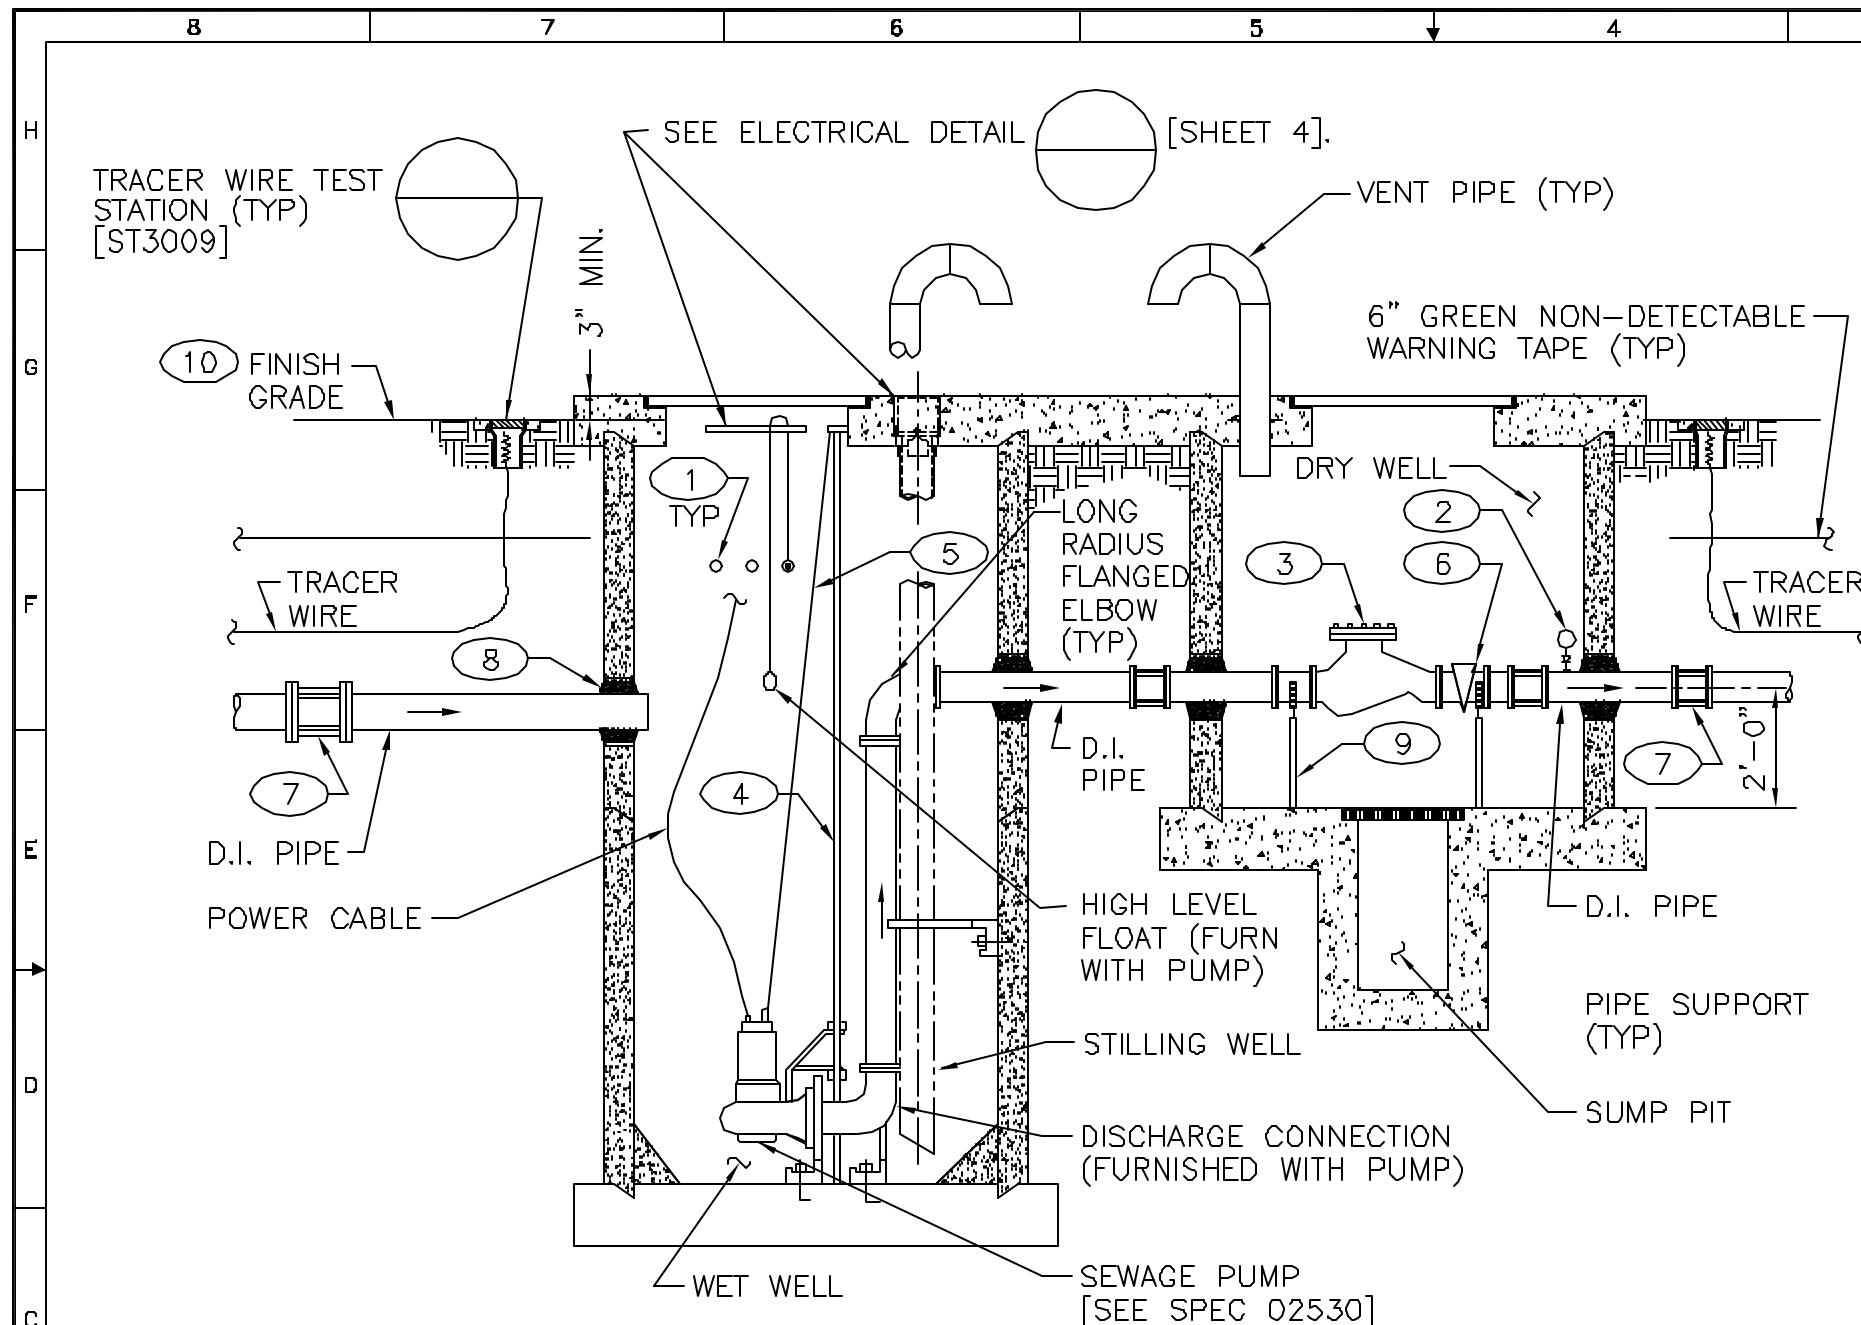 8 7 6 5 4
H
G
F
E
D
C
SEE ELECTRICAL DETAIL [SHEET 4].
TRACER WIRE TEST
STATION (TYP)
[ST3009]
VENT PIPE (TYP)
3" MIN.
6" GREEN NON-DETECTABLE
WARNING TAPE (TYP)
10 FINISH
GRADE
DRY WELL
1
TYP
2
LONG
RADIUS
FLANGED
ELBOW
(TYP)
5
3
6
TRACER
WIRE
TRACER
WIRE
8
D.I.
PIPE
9
7
2'-0"
7
4
D.I. PIPE
POWER CABLE
HIGH LEVEL
FLOAT (FURN
WITH PUMP)
D.I. PIPE
PIPE SUPPORT
(TYP)
STILLING WELL
SUMP PIT
DISCHARGE CONNECTION
(FURNISHED WITH PUMP)
WET WELL
SEWAGE PUMP
[SEE SPEC 02530]